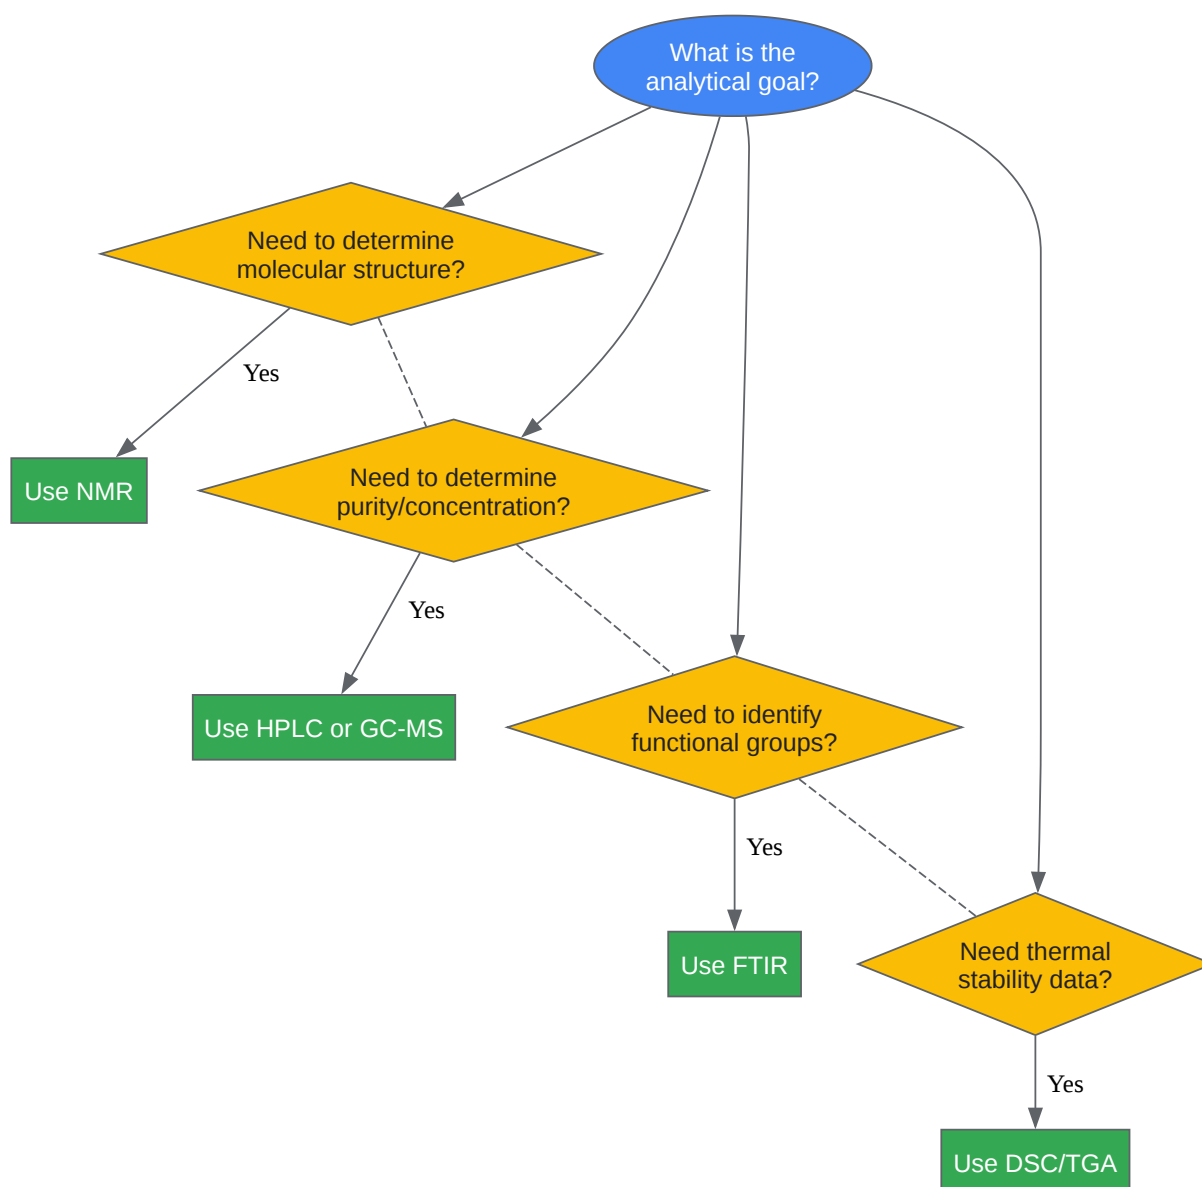 What is the
analytical goal?
Need to determine
molecular structure?
Yes
Use NMR
Need to determine
purity/concentration?
Yes
Use HPLC or GC-MS
Need to identify
functional groups?
Yes
Use FTIR
Need thermal
stability data?
Yes
Use DSC/TGA